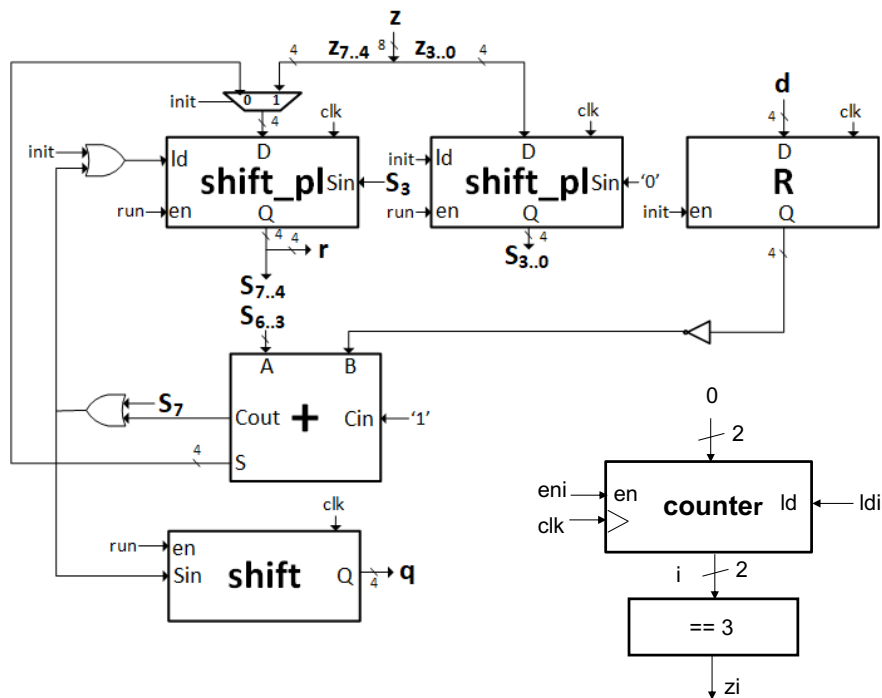 z
4 z7..4 8 z3..0 4
init 0 1
4
clk
clk
d
4
clk
init
ld D
shift_pl Sin
S3
run
en Q
4 4
r
init
ld D
shift_pl Sin
'0'
run
en Q
4
S3..0
D
R
init
en Q
4
S7..4
S6..3
A B
S7
Cout + Cin
'1'
4
S
clk
run
en
Sin shift Q
4
q
0
2
eni
en
clk
counter ld
ldi
i
2
== 3
zi